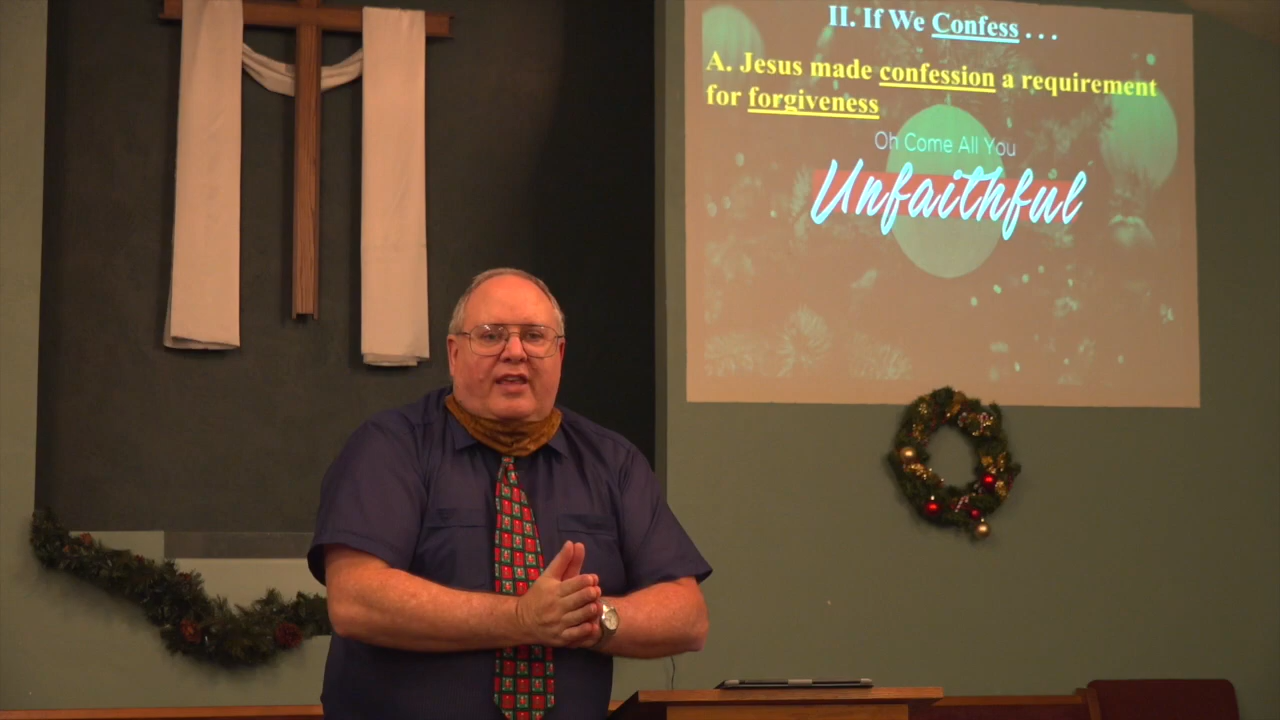 II. If We Confess . . .
A. Jesus made confession a requirement
for forgiveness
Oh Come All You
Unfaithful